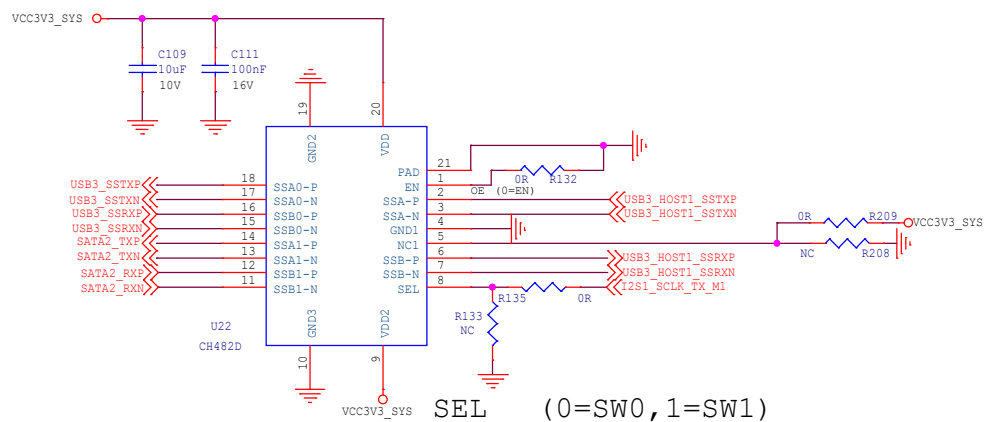 VCC3V3_SYS
C109
10uF
10V
C111
100nF
16V
19
20
GND2
VDD
USB3_SSTXP 18 SSA0-P
USB3_SSTXN 17 SSA0-N
USB3_SSRXP 16 SSB0-P
USB3_SSRXN 15 SSB0-N
SATA2_TXP 14 SSA1-P
SATA2_TXN 13 SSA1-N
SATA2_RXP 12 SSB1-P
SATA2_RXN 11 SSB1-N
PAD 21
EN 1 OE (0=EN) 0R R132
SSA-P 2 USB3_HOST1_SSTXP
SSA-N 3 USB3_HOST1_SSTXN
GND1 4
NC1 5
0R R209 VCC3V3_SYS
NC R208
SSB-P 6 USB3_HOST1_SSRXP
SSB-N 7 USB3_HOST1_SSRXN
SEL 8 R135 0R I2S1_SCLK_TX_M1
R133
NC
GND3
VDD2
U22
CH482D
10
9
VCC3V3_SYS
SEL (0=SW0,1=SW1)